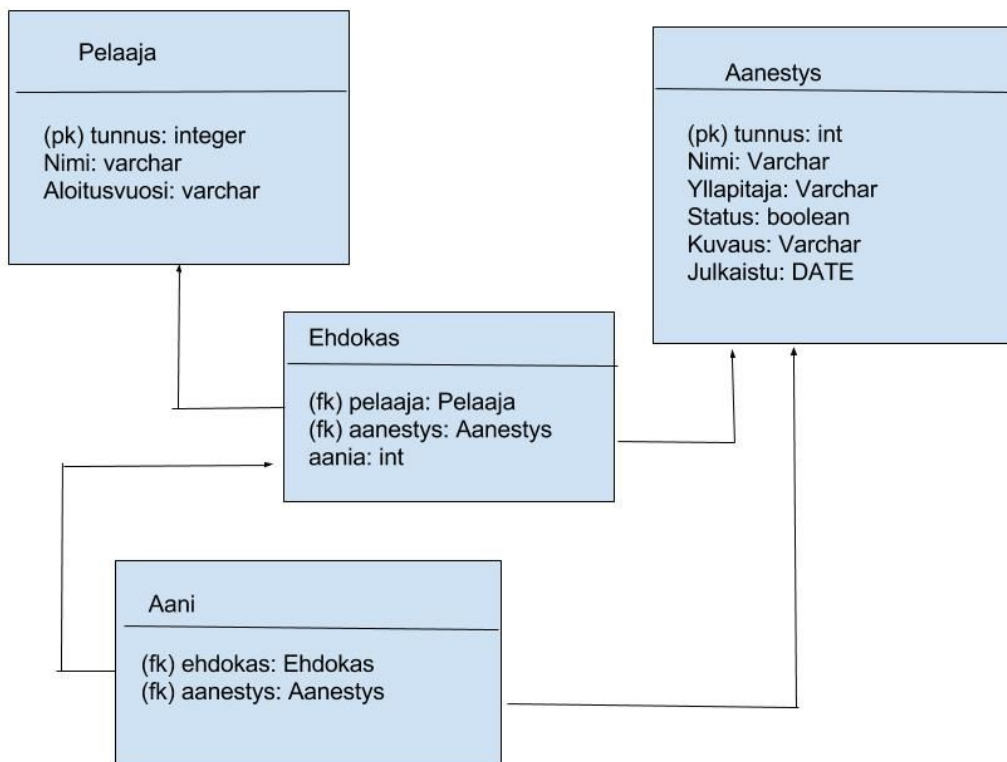 Pelaaja
(pk) tunnus: integer
Nimi: varchar
Aloitusvuosi: varchar
Aanestys
(pk) tunnus: int
Nimi: Varchar
Yllapitaja: Varchar
Status: boolean
Kuvaus: Varchar
Julkaistu: DATE
Ehdokas
(fk) pelaaja: Pelaaja
(fk) aanestys: Aanestys
aania: int
Aani
(fk) ehdokas: Ehdokas
(fk) aanestys: Aanestys